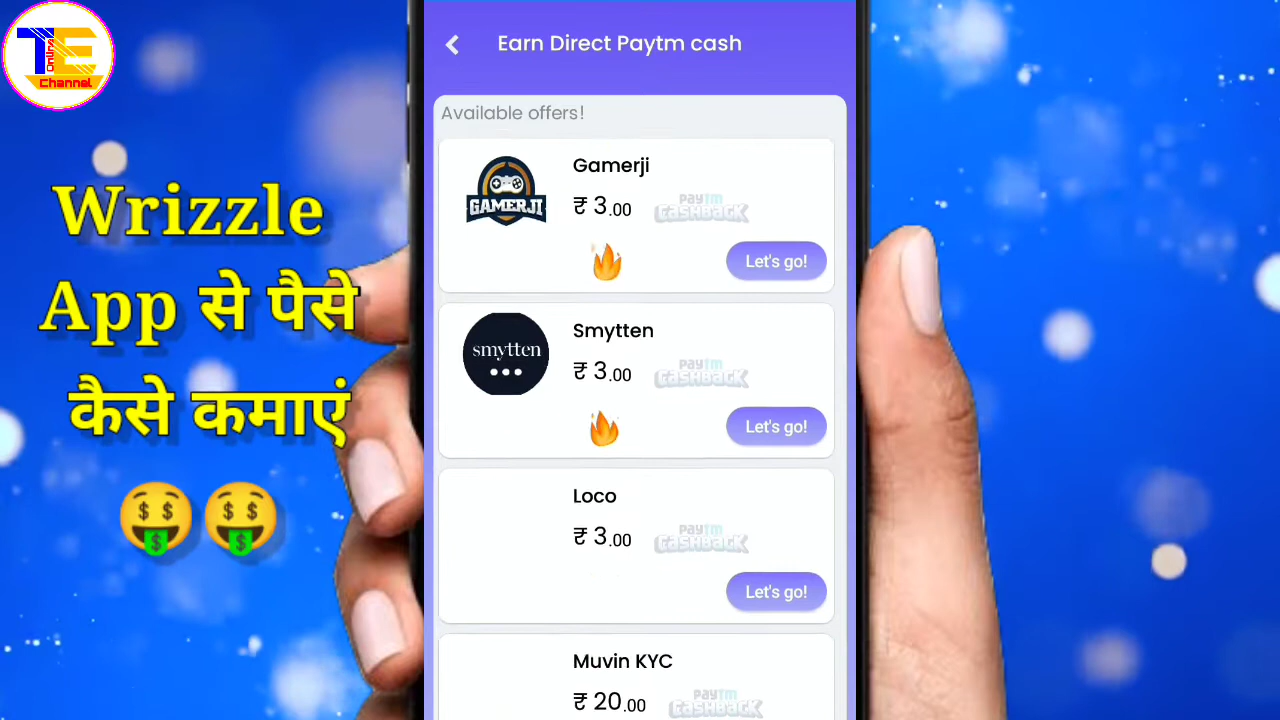 TE
Online
Channel
Wrizzle
App से पैसे
कैसे कमाएं
Earn Direct Paytm cash
Available offers!
GAMERJI
Gamerji
₹ 3.00
PAYTM
CASHBACK
Let's go!
smytten
Smytten
₹ 3.00
PAYTM
CASHBACK
Let's go!
Loco
₹ 3.00
PAYTM
CASHBACK
Let's go!
Muvin KYC
₹ 20.00
PAYTM
CASHBACK